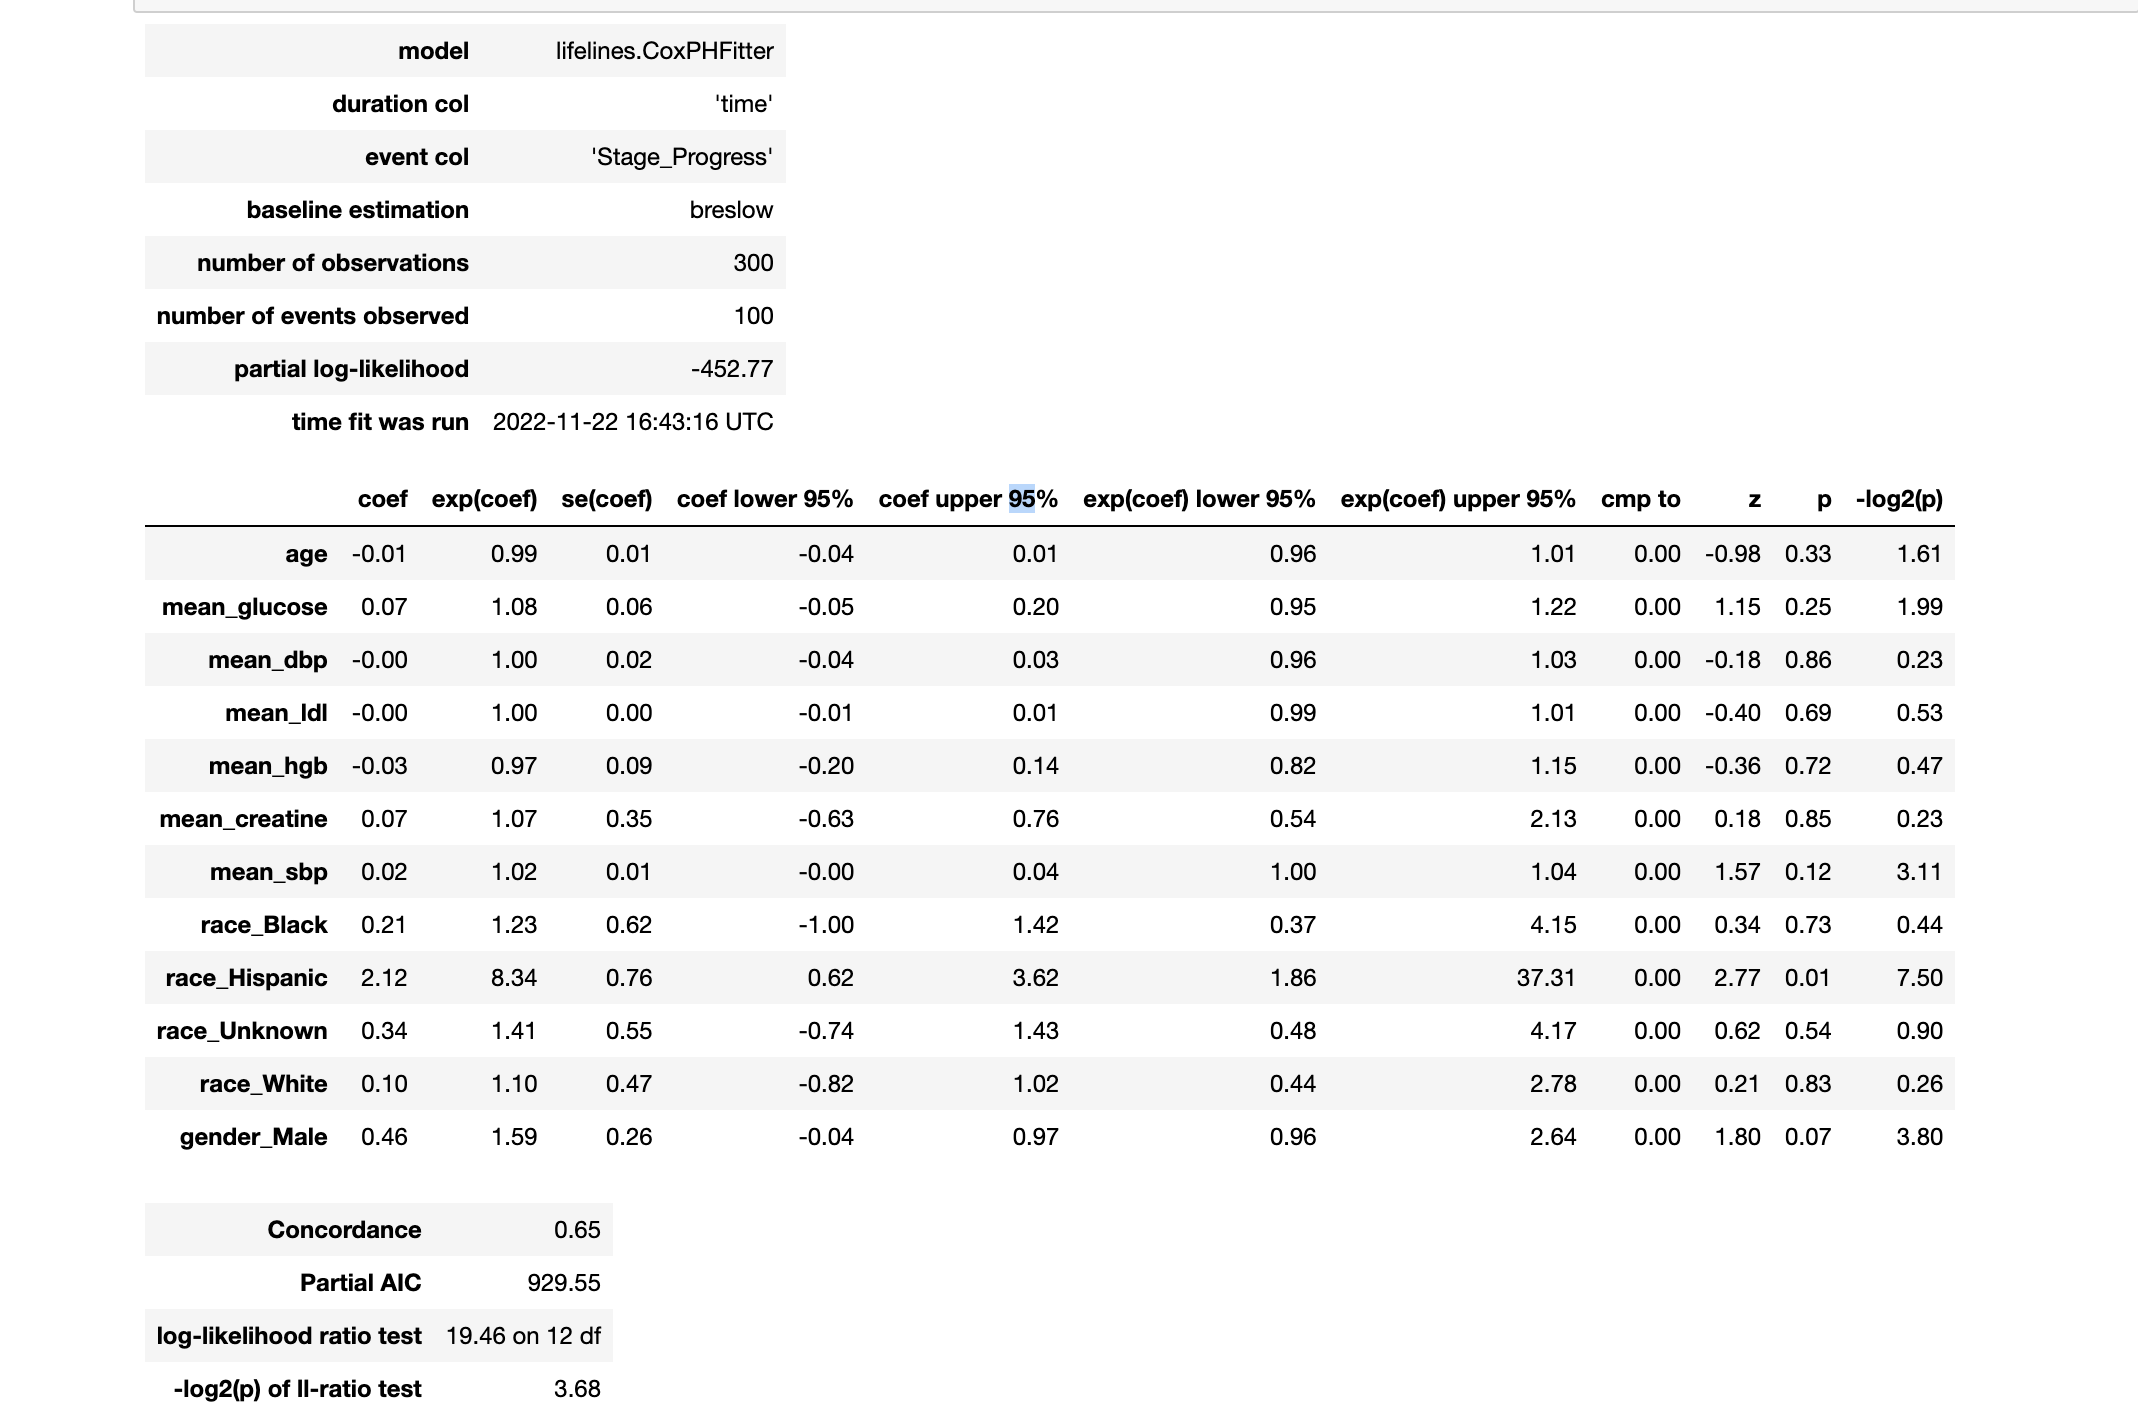 model lifelines.CoxPHFitter
duration col 'time'
event col 'Stage_Progress'
baseline estimation breslow
number of observations 300
number of events observed 100
partial log-likelihood -452.77
time fit was run 2022-11-22 16:43:16 UTC
coef exp(coef) se(coef) coef lower 95% coef upper 95% exp(coef) lower 95% exp(coef) upper 95% cmp to z p -log2(p)
age -0.01 0.99 0.01 -0.04 0.01 0.96 1.01 0.00 -0.98 0.33 1.61
mean_glucose 0.07 1.08 0.06 -0.05 0.20 0.95 1.22 0.00 1.15 0.25 1.99
mean_dbp -0.00 1.00 0.02 -0.04 0.03 0.96 1.03 0.00 -0.18 0.86 0.23
mean_ldl -0.00 1.00 0.00 -0.01 0.01 0.99 1.01 0.00 -0.40 0.69 0.53
mean_hgb -0.03 0.97 0.09 -0.20 0.14 0.82 1.15 0.00 -0.36 0.72 0.47
mean_creatine 0.07 1.07 0.35 -0.63 0.76 0.54 2.13 0.00 0.18 0.85 0.23
mean_sbp 0.02 1.02 0.01 -0.00 0.04 1.00 1.04 0.00 1.57 0.12 3.11
race_Black 0.21 1.23 0.62 -1.00 1.42 0.37 4.15 0.00 0.34 0.73 0.44
race_Hispanic 2.12 8.34 0.76 0.62 3.62 1.86 37.31 0.00 2.77 0.01 7.50
race_Unknown 0.34 1.41 0.55 -0.74 1.43 0.48 4.17 0.00 0.62 0.54 0.90
race_White 0.10 1.10 0.47 -0.82 1.02 0.44 2.78 0.00 0.21 0.83 0.26
gender_Male 0.46 1.59 0.26 -0.04 0.97 0.96 2.64 0.00 1.80 0.07 3.80
Concordance 0.65
Partial AIC 929.55
log-likelihood ratio test 19.46 on 12 df
-log2(p) of ll-ratio test 3.68